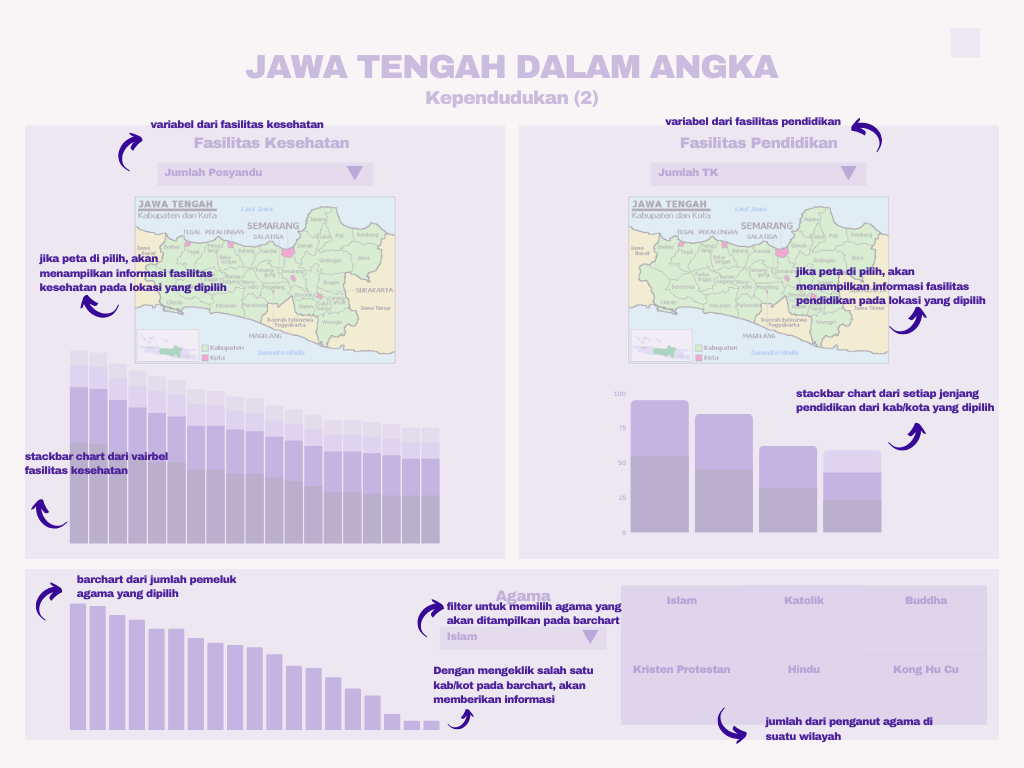 JAWA TENGAH DALAM ANGKA
Kependudukan (2)
variabel dari fasilitas kesehatan
Fasilitas Kesehatan
Jumlah Posyandu
JAWA TENGAH
Kabupaten dan Kota
Laut Jawa
SEMARANG
TEGAL PEKALONGAN
SALATIGA
SURAKARTA
Jawa Timur
Daerah Istimewa
Yogyakarta
MAGELANG
Samudra Hindia
Kabupaten
Kota
jika peta di pilih, akan
menampilkan informasi fasilitas
kesehatan pada lokasi yang dipilih
stackbar chart dari vairbel
fasilitas kesehatan
variabel dari fasilitas pendidikan
Fasilitas Pendidikan
Jumlah TK
JAWA TENGAH
Kabupaten dan Kota
Laut Jawa
SEMARANG
TEGAL PEKALONGAN
SALATIGA
Jawa Timur
Daerah Istimewa
Yogyakarta
MAGELANG
Samudra Hindia
Kabupaten
Kota
jika peta di pilih, akan
menampilkan informasi fasilitas
pendidikan pada lokasi yang dipilih
stackbar chart dari setiap jenjang
pendidikan dari kab/kota yang dipilih
100
75
50
25
0
barchart dari jumlah pemeluk
agama yang dipilih
Agama
filter untuk memilih agama yang
akan ditampilkan pada barchart
Islam
Dengan mengeklik salah satu
kab/kot pada barchart, akan
memberikan informasi
Islam Katolik Buddha
Kristen Protestan Hindu Kong Hu Cu
jumlah dari penganut agama di
suatu wilayah